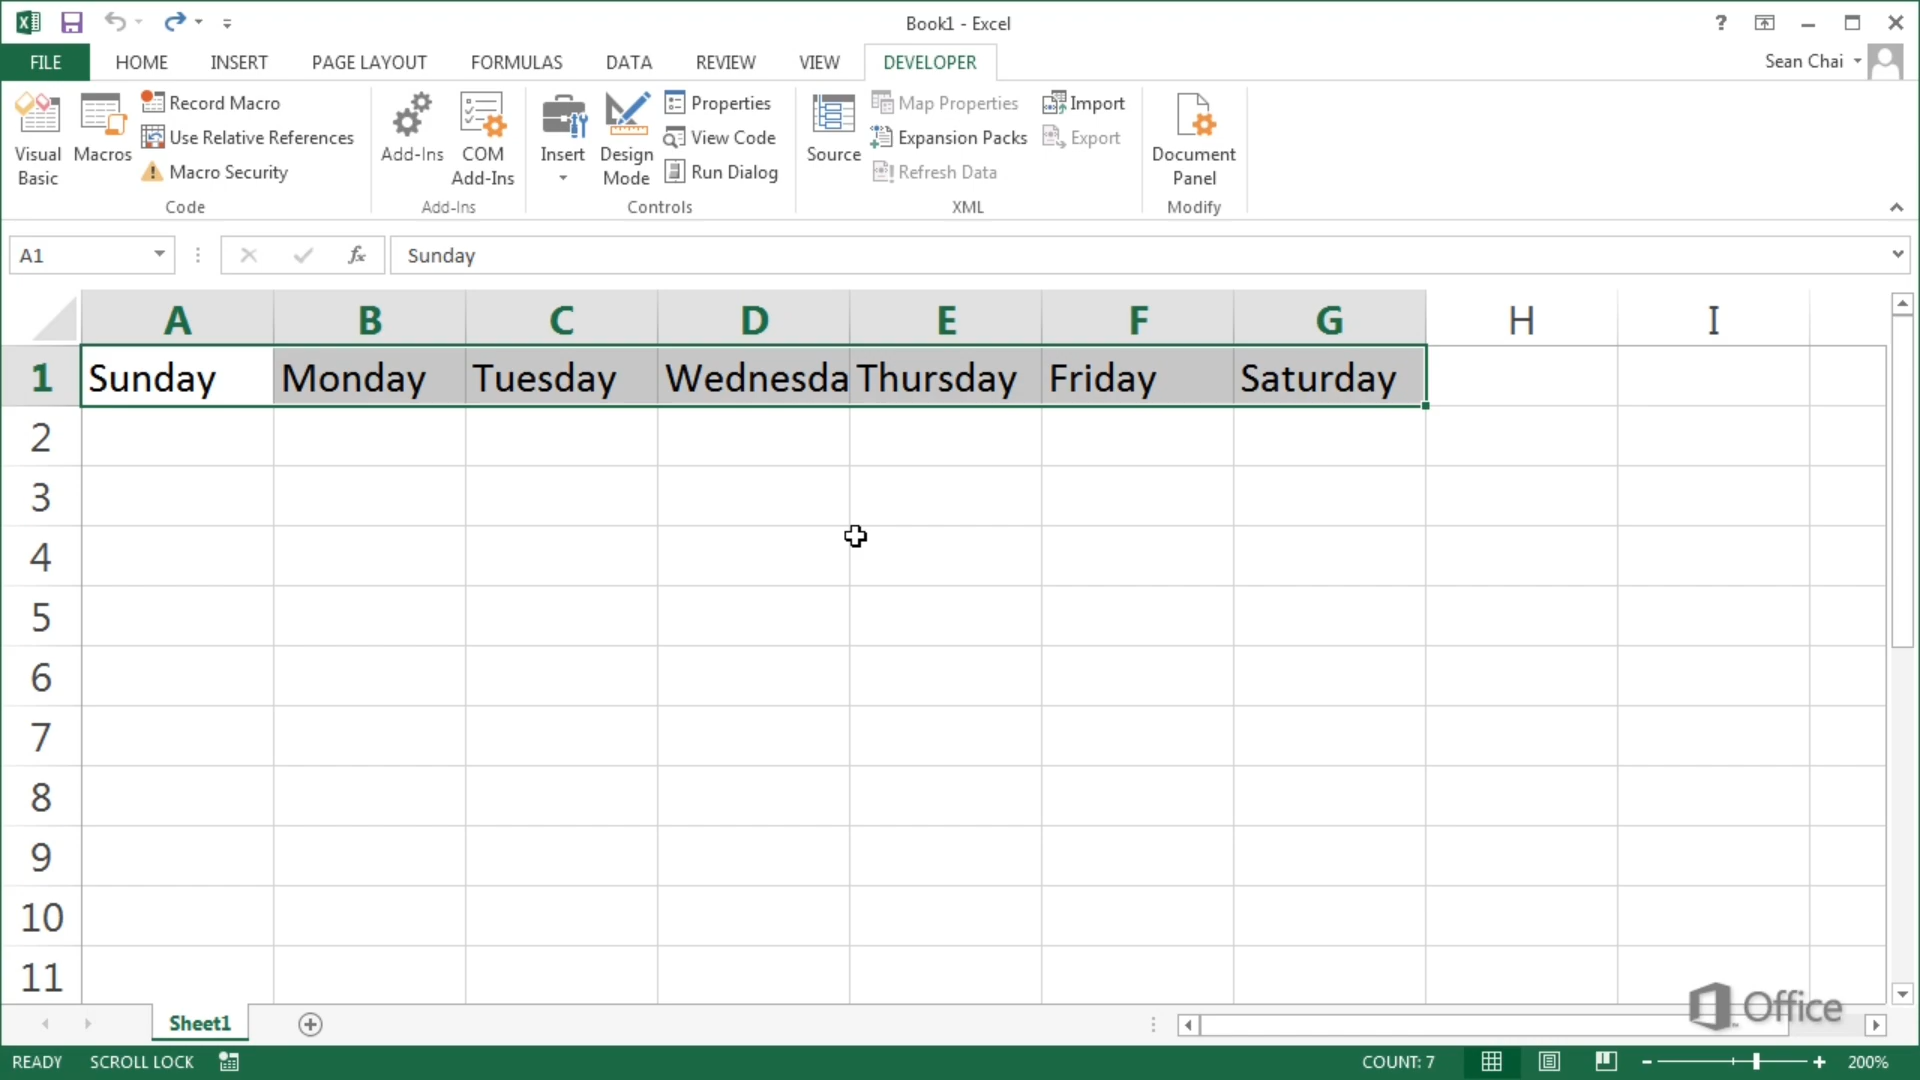 Book1 - Excel
?
FILE HOME INSERT PAGE LAYOUT FORMULAS DATA REVIEW VIEW DEVELOPER Sean Chai
Visual Basic
Macros
Record Macro
Use Relative References
Macro Security
Code
Add-Ins
COM Add-Ins
Add-Ins
Insert
Design Mode
Properties
View Code
Run Dialog
Controls
Source
Map Properties
Expansion Packs
Refresh Data
Import
Export
XML
Document Panel
Modify
A1 fx Sunday
A B C D E F G H I
1 Sunday Monday Tuesday Wednesda Thursday Friday Saturday
2
3
4
5
6
7
8
9
10
11
Office
Sheet1
READY SCROLL LOCK COUNT: 7 200%